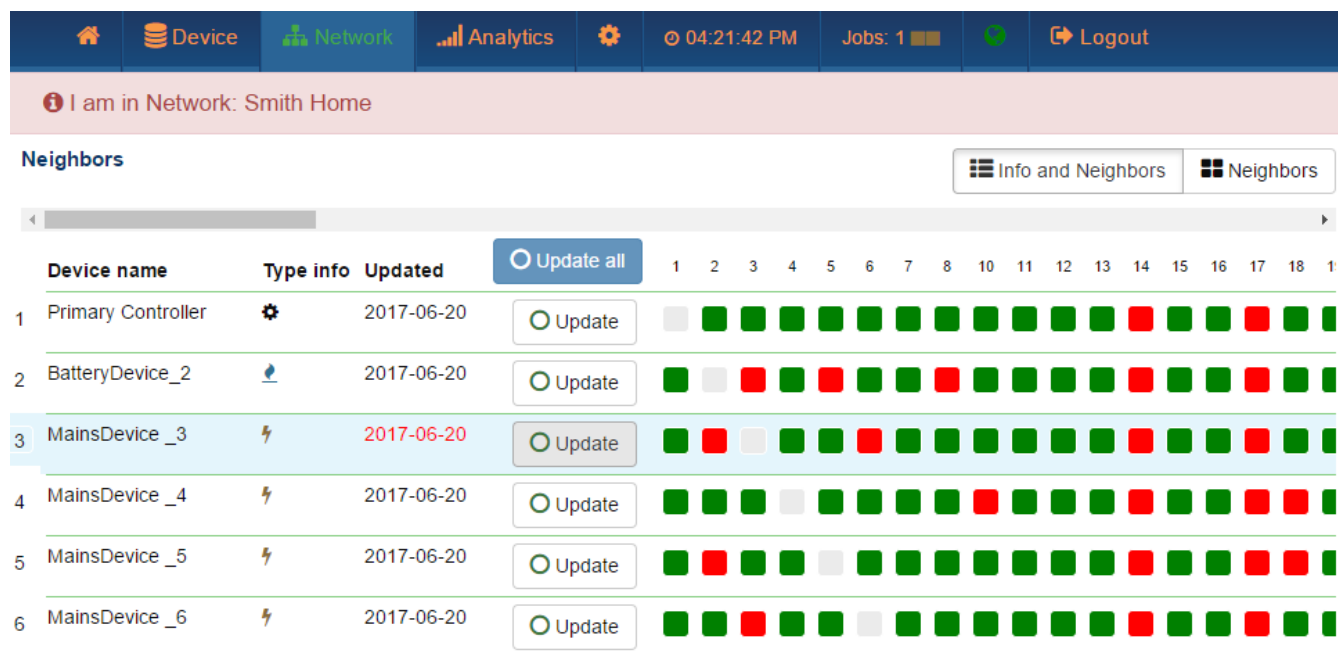 Device Network Analytics 04:21:42 PM Jobs: 1 Logout
I am in Network: Smith Home
Neighbors Info and Neighbors Neighbors
Device name Type info Updated Update all 1 2 3 4 5 6 7 8 10 11 12 13 14 15 16 17 18
1 Primary Controller 2017-06-20 Update
2 BatteryDevice_2 2017-06-20 Update
3 MainsDevice _3 2017-06-20 Update
4 MainsDevice _4 2017-06-20 Update
5 MainsDevice _5 2017-06-20 Update
6 MainsDevice _6 2017-06-20 Update